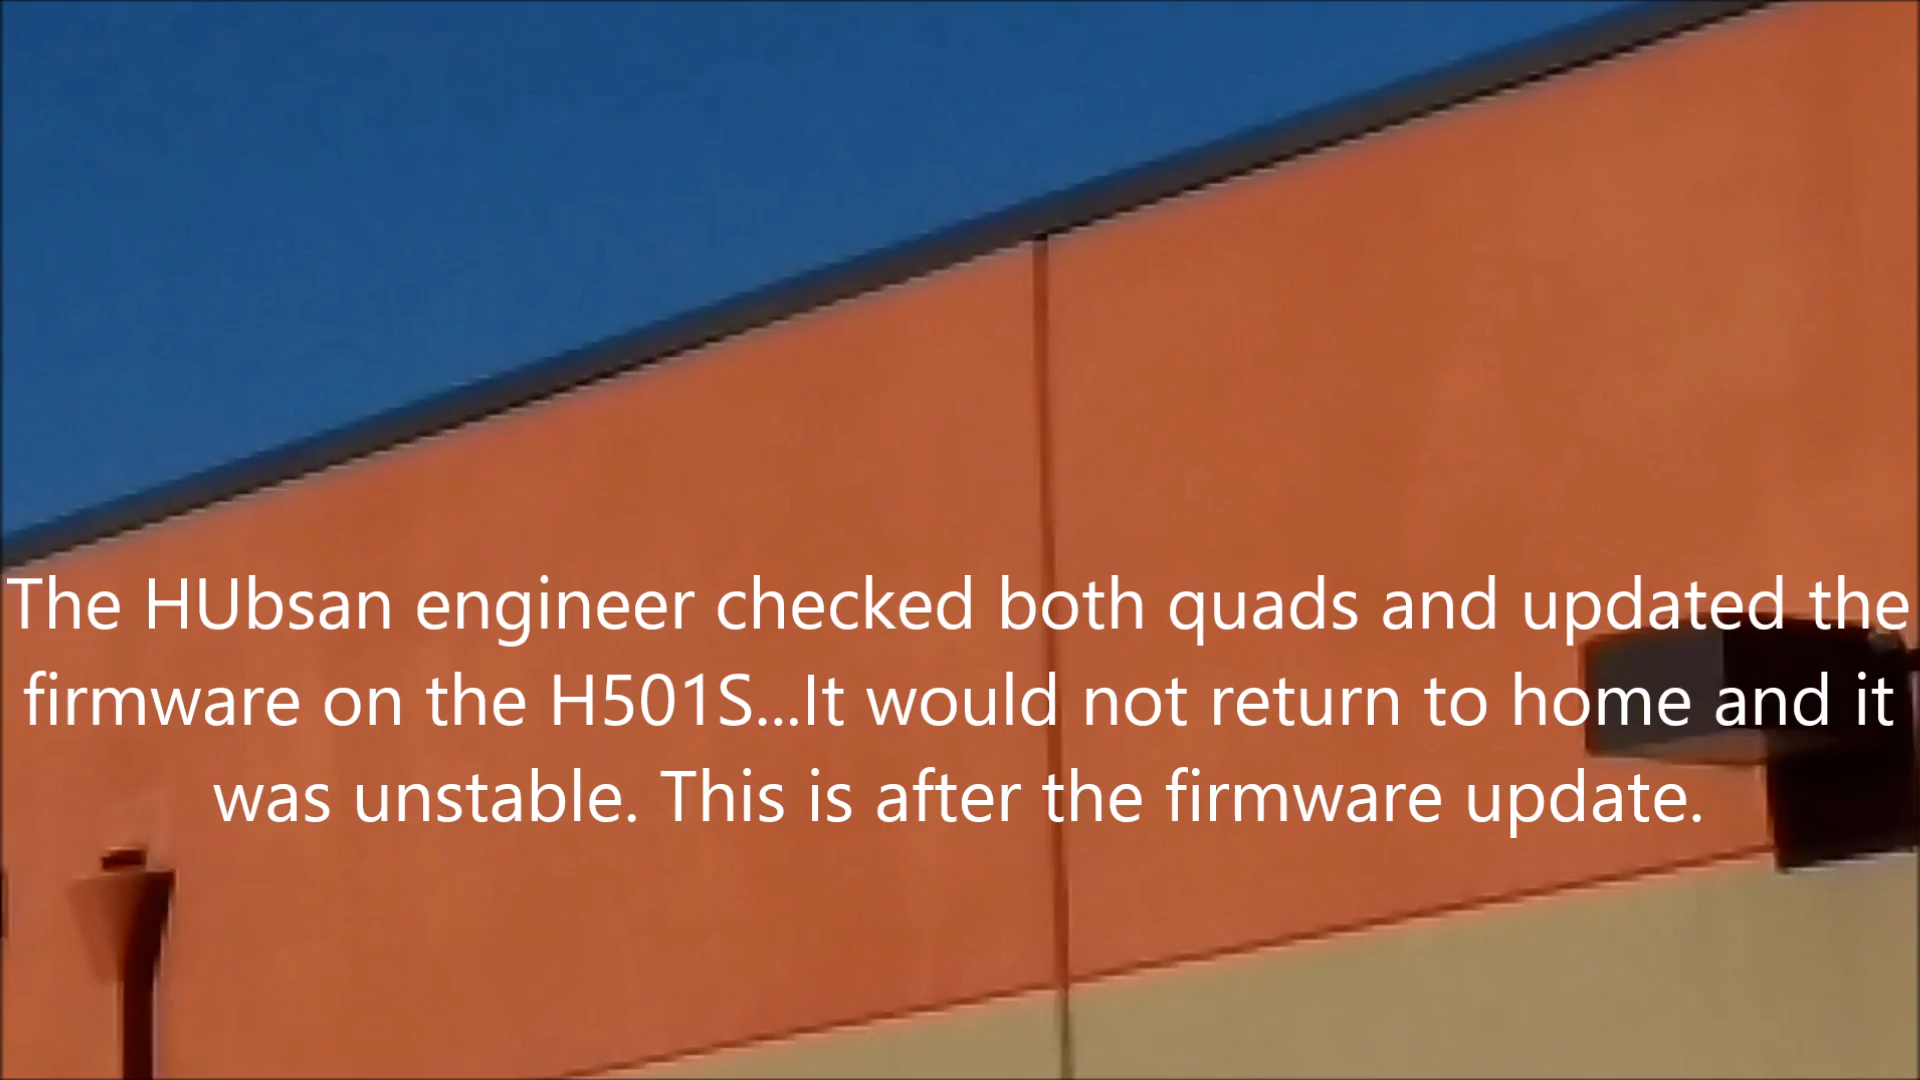 The HUbsan engineer checked both quads and updated the
firmware on the H501S...It would not return to home and it
was unstable. This is after the firmware update.